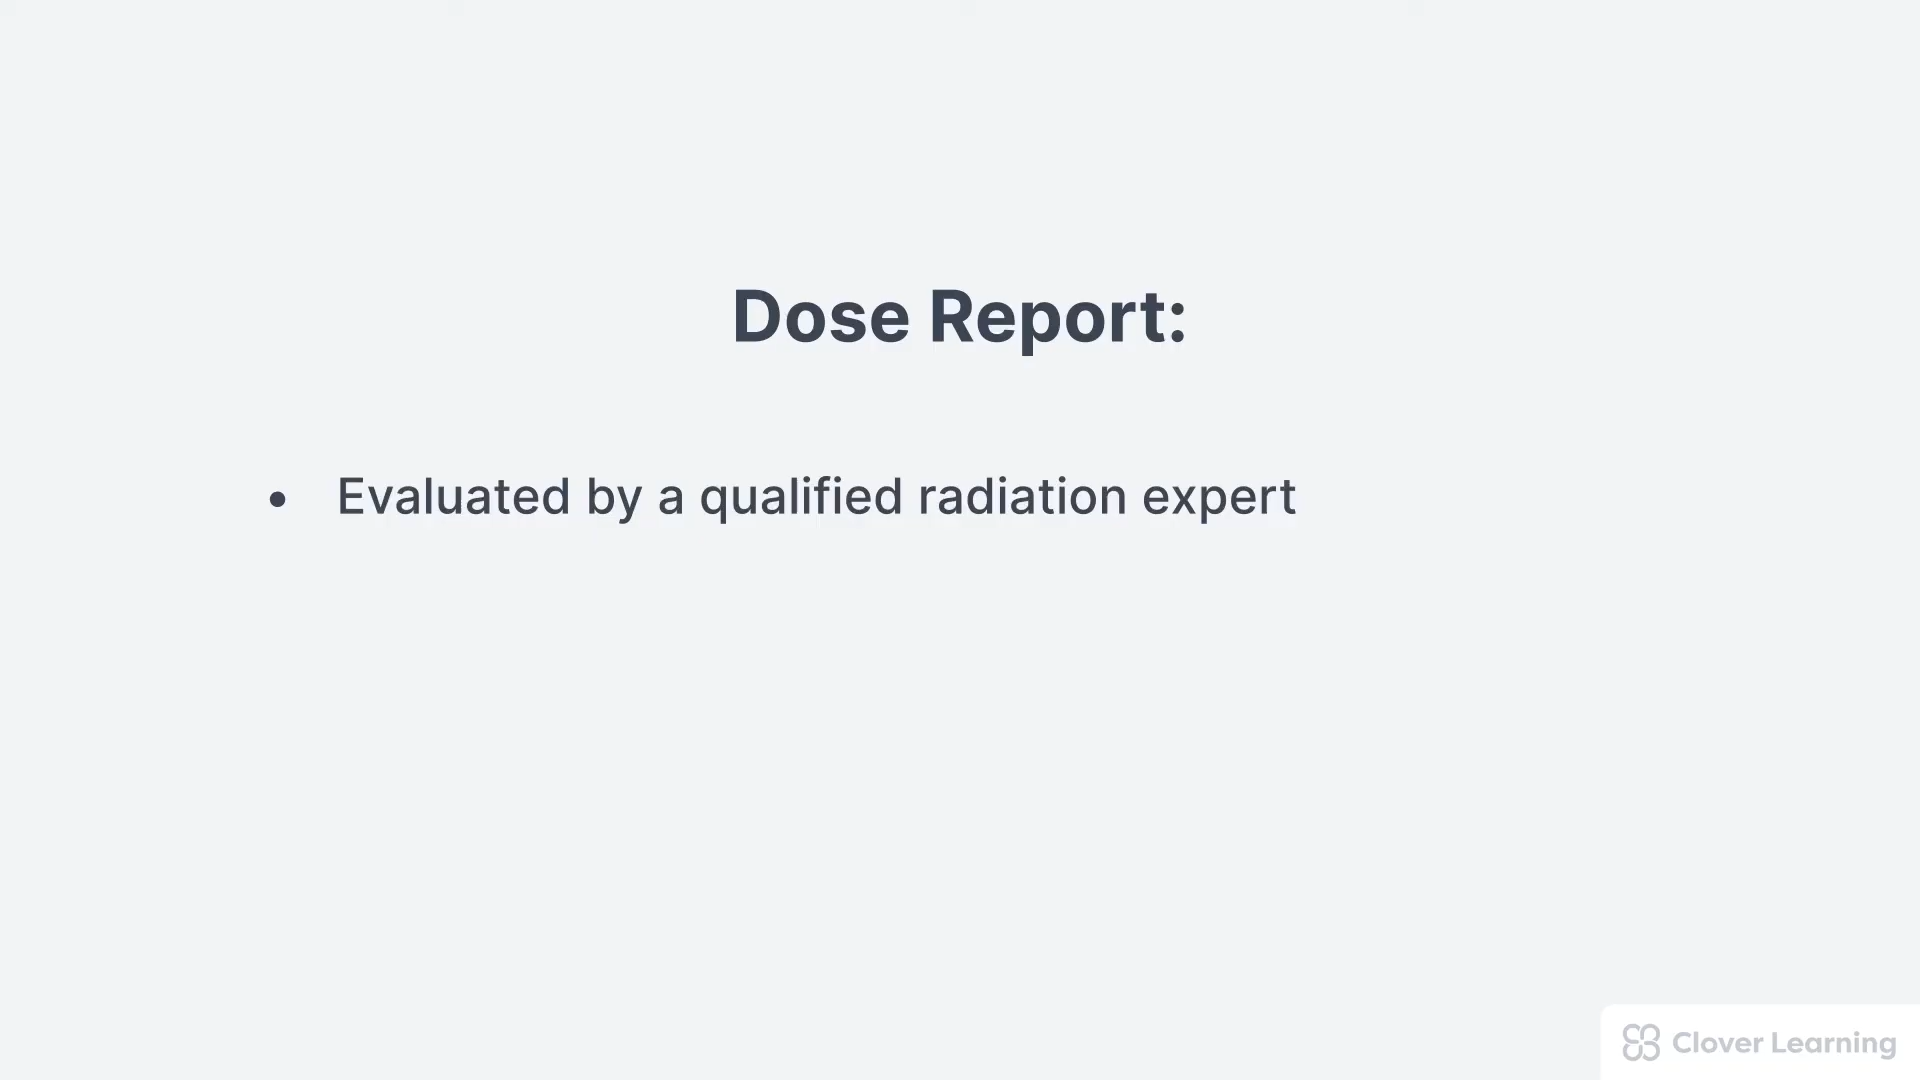 Dose Report:
• Evaluated by a qualified radiation expert
Clover Learning